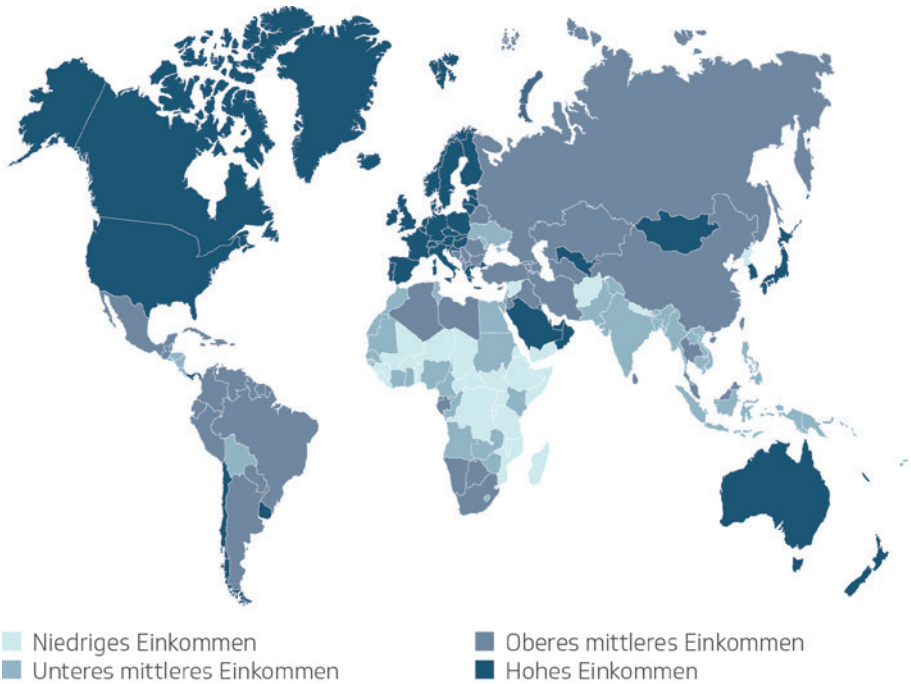 Niedriges Einkommen
Unteres mittleres Einkommen
Oberes mittleres Einkommen
Hohes Einkommen